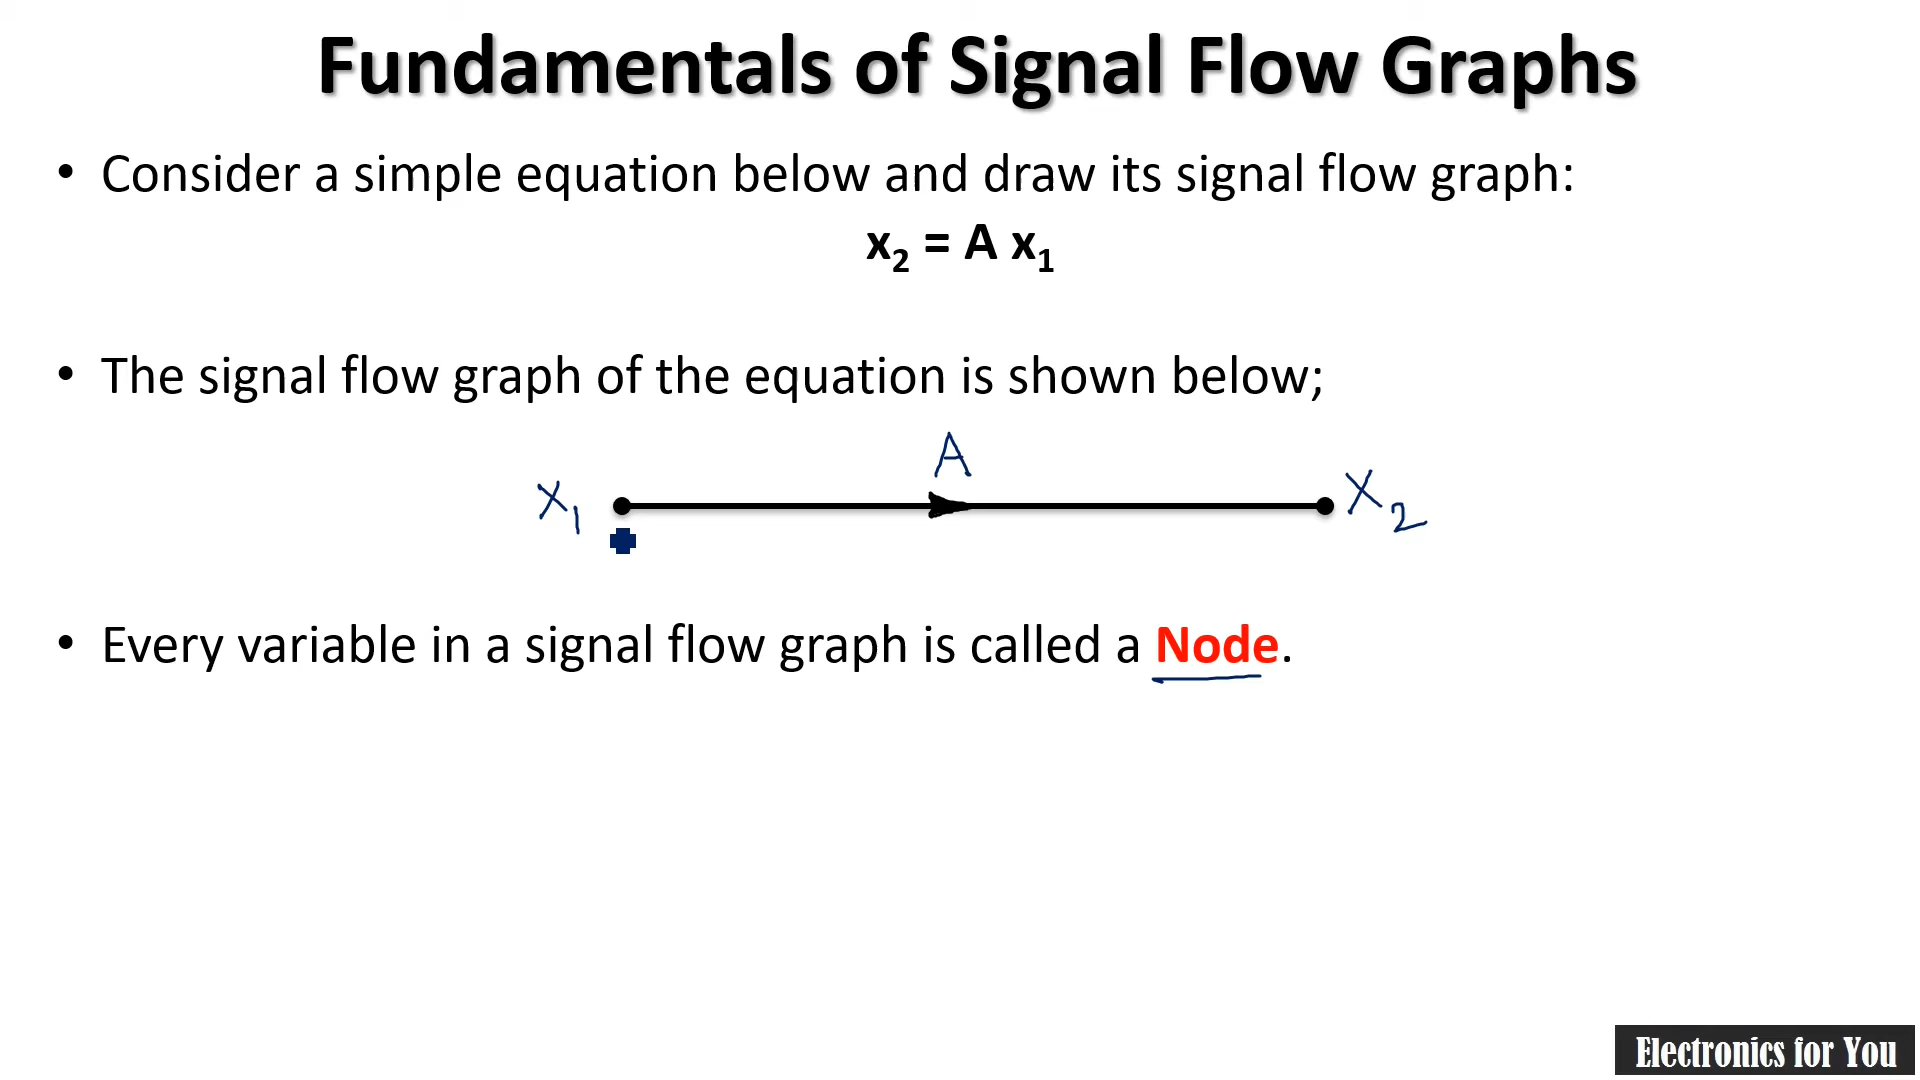 Fundamentals of Signal Flow Graphs
• Consider a simple equation below and draw its signal flow graph:
x₂ = A x₁
• The signal flow graph of the equation is shown below;
A
X₁ X₂
• Every variable in a signal flow graph is called a Node.
Electronics for You